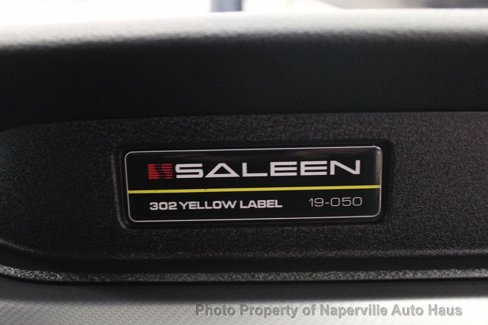 SALEEN
302 YELLOW LABEL 19-050
Photo Property of Naperville Auto Haus